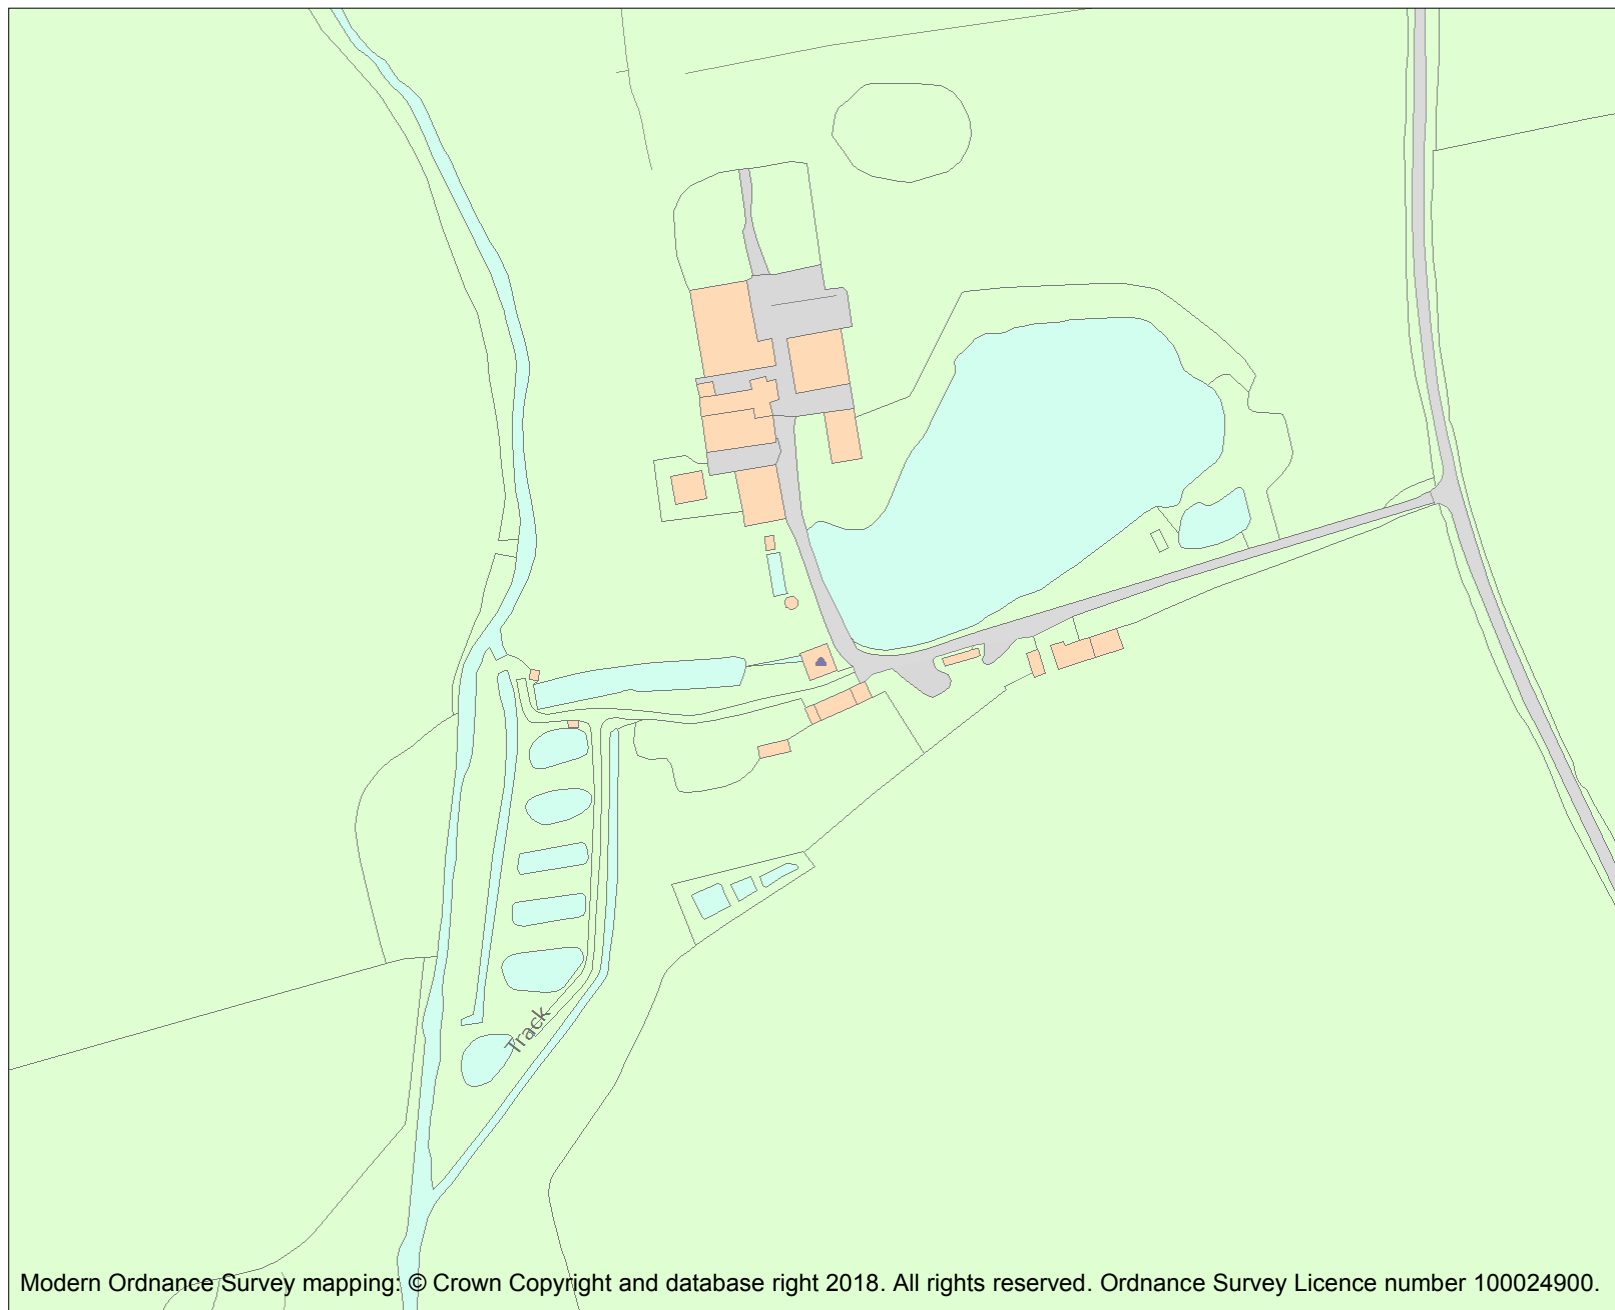 Track
Modern Ordnance Survey mapping: © Crown Copyright and database right 2018. All rights reserved. Ordnance Survey Licence number 100024900.